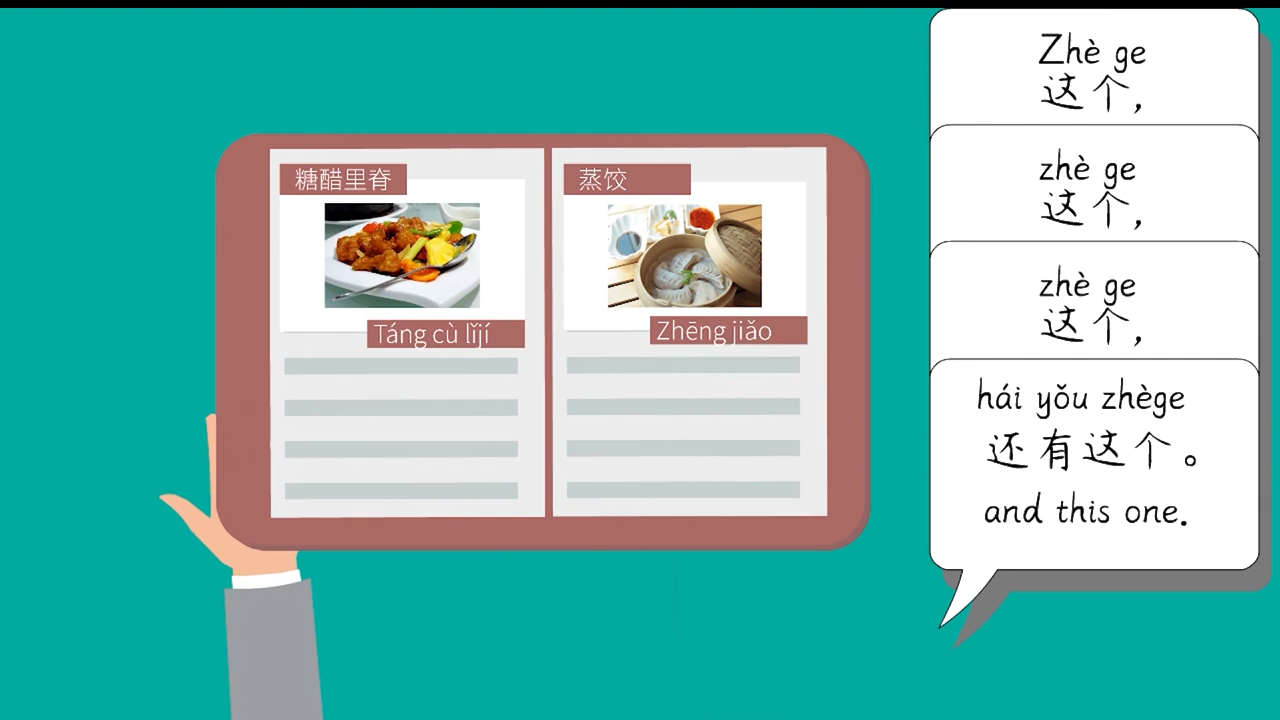 糖醋里脊
Táng cù lǐjí
蒸饺
Zhēng jiǎo
Zhè ge
这个,
zhè ge
这个,
zhè ge
这个,
hái yǒu zhège
还有这个。
and this one.